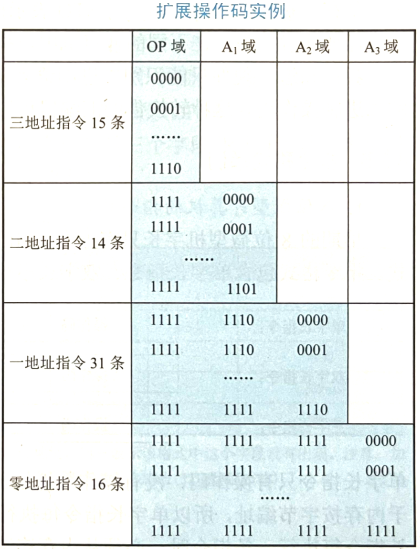 扩展操作码实例
OP 域 A₁ 域 A₂ 域 A₃ 域
三地址指令 15 条
0000
0001
……
1110
二地址指令 14 条
1111 0000
1111 0001
……
1111 1101
一地址指令 31 条
1111 1110 0000
1111 1110 0001
……
1111 1111 1110
零地址指令 16 条
1111 1111 1111 0000
1111 1111 1111 0001
……
1111 1111 1111 1111